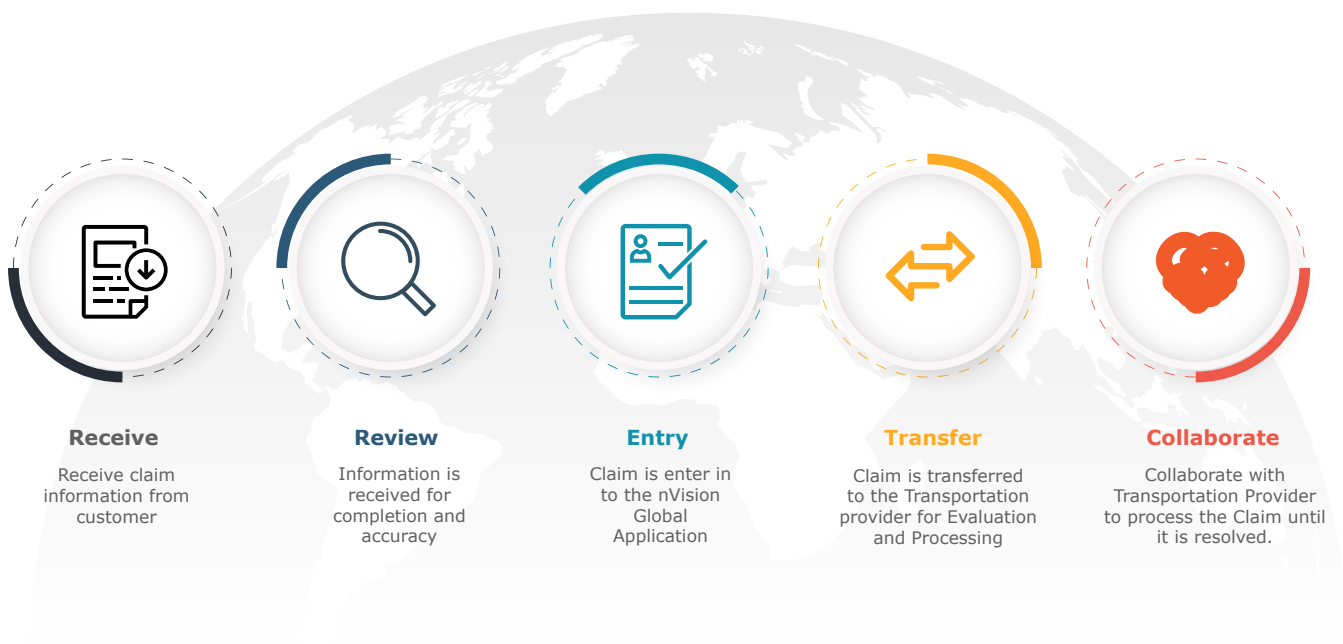 Receive
Receive claim
information from
customer
Review
Information is
received for
completion and
accuracy
Entry
Claim is enter in
to the nVision
Global
Application
Transfer
Claim is transferred
to the Transportation
provider for Evaluation
and Processing
Collaborate
Collaborate with
Transportation Provider
to process the Claim until
it is resolved.